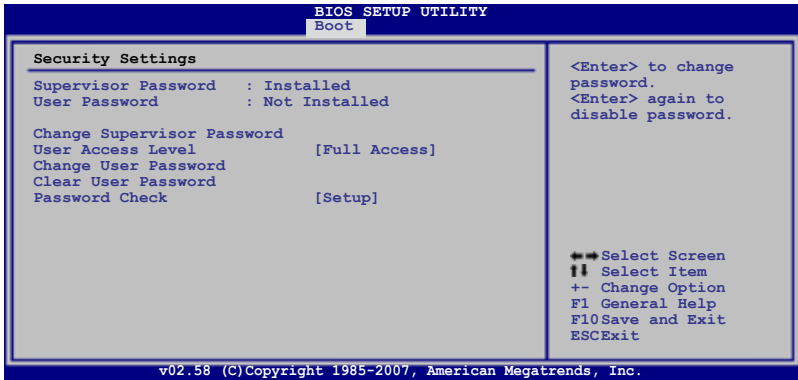 BIOS SETUP UTILITY
Boot
Security Settings
Supervisor Password : Installed
User Password : Not Installed
Change Supervisor Password
User Access Level [Full Access]
Change User Password
Clear User Password
Password Check [Setup]
<Enter> to change
password.
<Enter> again to
disable password.
Select Screen
Select Item
+- Change Option
F1 General Help
F10 Save and Exit
ESC Exit
v02.58 (C)Copyright 1985-2007, American Megatrends, Inc.